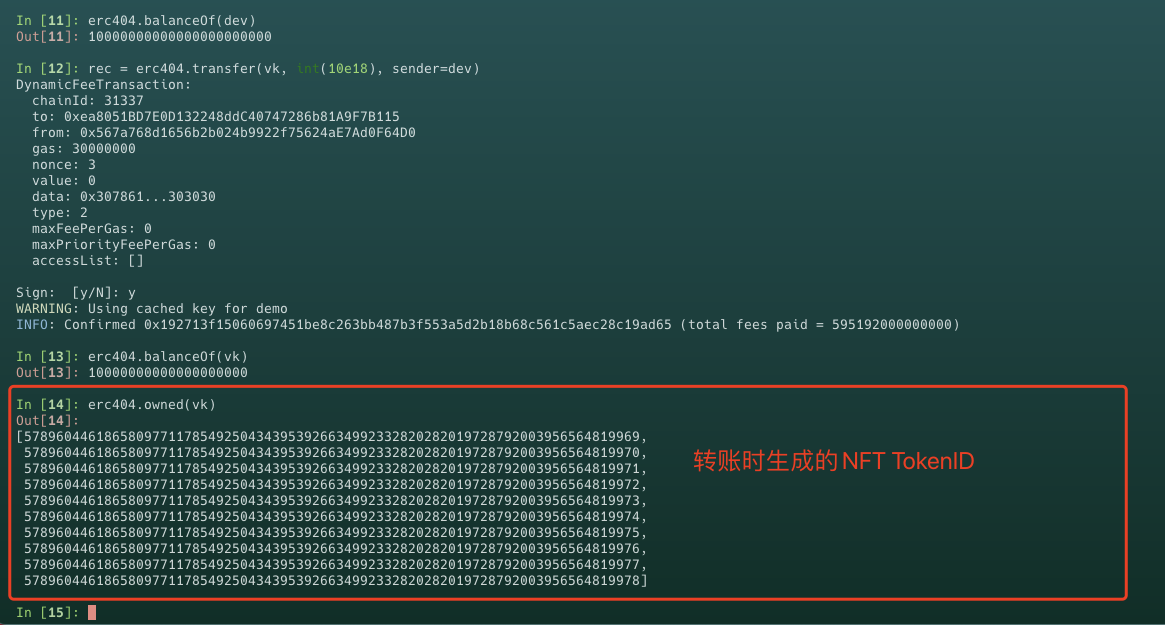 In [11]: erc404.balanceOf(dev)
Out[11]: 10000000000000000000000

In [12]: rec = erc404.transfer(vk, int(10e18), sender=dev)
DynamicFeeTransaction:
  chainId: 31337
  to: 0xea8051BD7E0D132248ddC40747286b81A9F7B115
  from: 0x567a768d1656b2b024b9922f75624aE7Ad0F64D0
  gas: 30000000
  nonce: 3
  value: 0
  data: 0x307861...303030
  type: 2
  maxFeePerGas: 0
  maxPriorityFeePerGas: 0
  accessList: []

Sign:  [y/N]: y
WARNING: Using cached key for demo
INFO: Confirmed 0x192713f15060697451be8c263bb487b3f553a5d2b18b68c561c5aec28c19ad65 (total fees paid = 595192000000000)

In [13]: erc404.balanceOf(vk)
Out[13]: 10000000000000000000

In [14]: erc404.owned(vk)
Out[14]:
[57896044618658097711785492504343953926634992332820282019728792003956564819969,
 57896044618658097711785492504343953926634992332820282019728792003956564819970,
 57896044618658097711785492504343953926634992332820282019728792003956564819971,
 57896044618658097711785492504343953926634992332820282019728792003956564819972,
 57896044618658097711785492504343953926634992332820282019728792003956564819973,
 57896044618658097711785492504343953926634992332820282019728792003956564819974,
 57896044618658097711785492504343953926634992332820282019728792003956564819975,
 57896044618658097711785492504343953926634992332820282019728792003956564819976,
 57896044618658097711785492504343953926634992332820282019728792003956564819977,
 57896044618658097711785492504343953926634992332820282019728792003956564819978]
转账时生成的 NFT TokenID

In [15]: